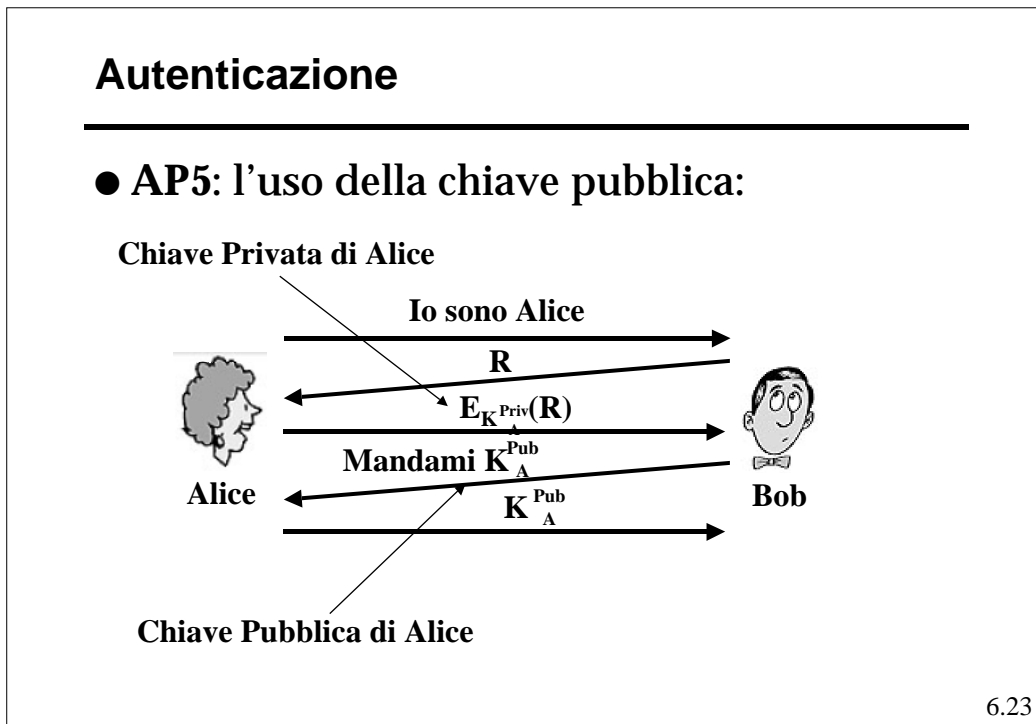 Autenticazione
● AP5: l'uso della chiave pubblica:
Chiave Privata di Alice
Io sono Alice
R
E_{K_A^{Priv}}(R)
Mandami K_A^{Pub}
Alice
K_A^{Pub}
Bob
Chiave Pubblica di Alice
6.23